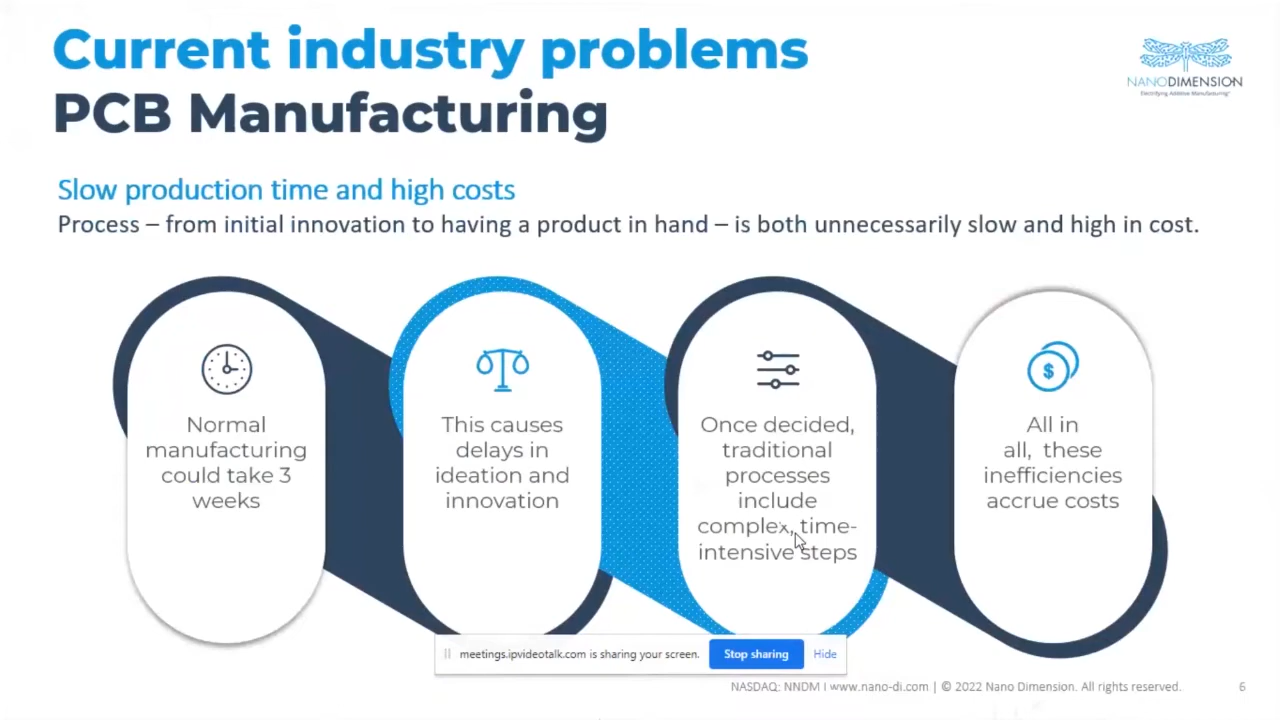 Current industry problems
PCB Manufacturing
NANODIMENSION
Electrifying Additive Manufacturing®
Slow production time and high costs
Process – from initial innovation to having a product in hand – is both unnecessarily slow and high in cost.
Normal
manufacturing
could take 3
weeks
This causes
delays in
ideation and
innovation
Once decided,
traditional
processes
include
complex, time-
intensive steps
$
All in
all, these
inefficiencies
accrue costs
meetings.ipvideotalk.com is sharing your screen.
Stop sharing
Hide
NASDAQ: NNDM I www.nano-di.com | © 2022 Nano Dimension. All rights reserved.
6